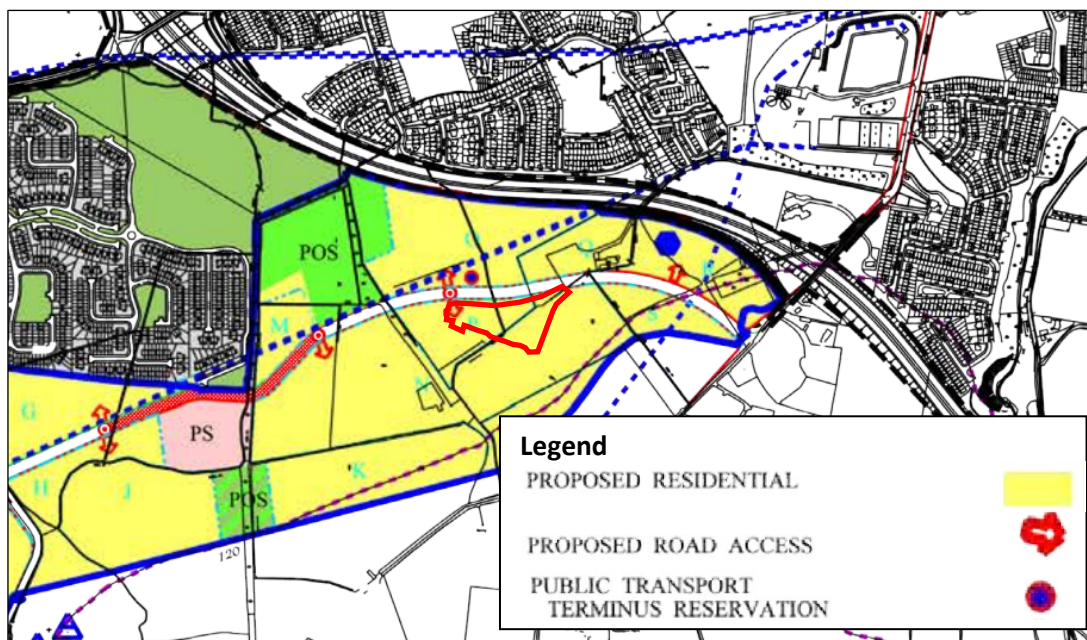 POS
M
G
PS
H
J
K
POS
S
120
Legend
PROPOSED RESIDENTIAL
PROPOSED ROAD ACCESS
PUBLIC TRANSPORT
TERMINUS RESERVATION